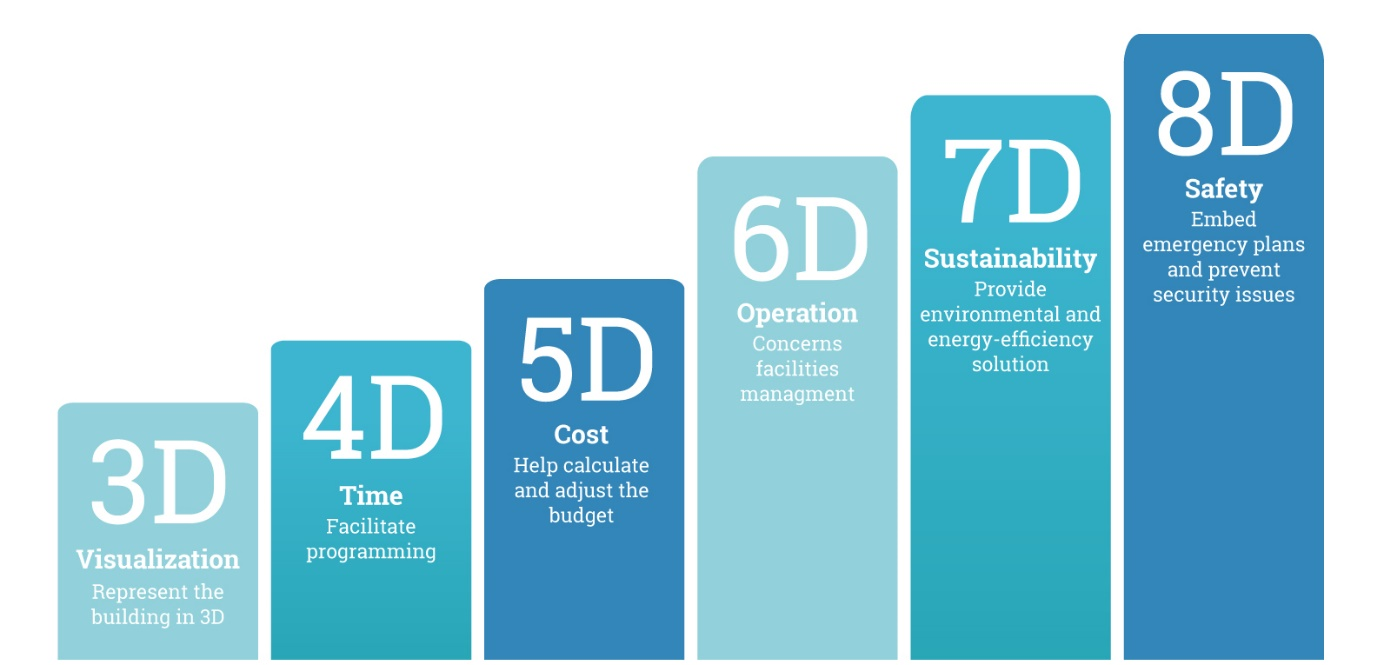 3D
Visualization
Represent the
building in 3D
4D
Time
Facilitate
programming
5D
Cost
Help calculate
and adjust the
budget
6D
Operation
Concerns
facilities
managment
7D
Sustainability
Provide
environmental and
energy-efficiency
solution
8D
Safety
Embed
emergency plans
and prevent
security issues